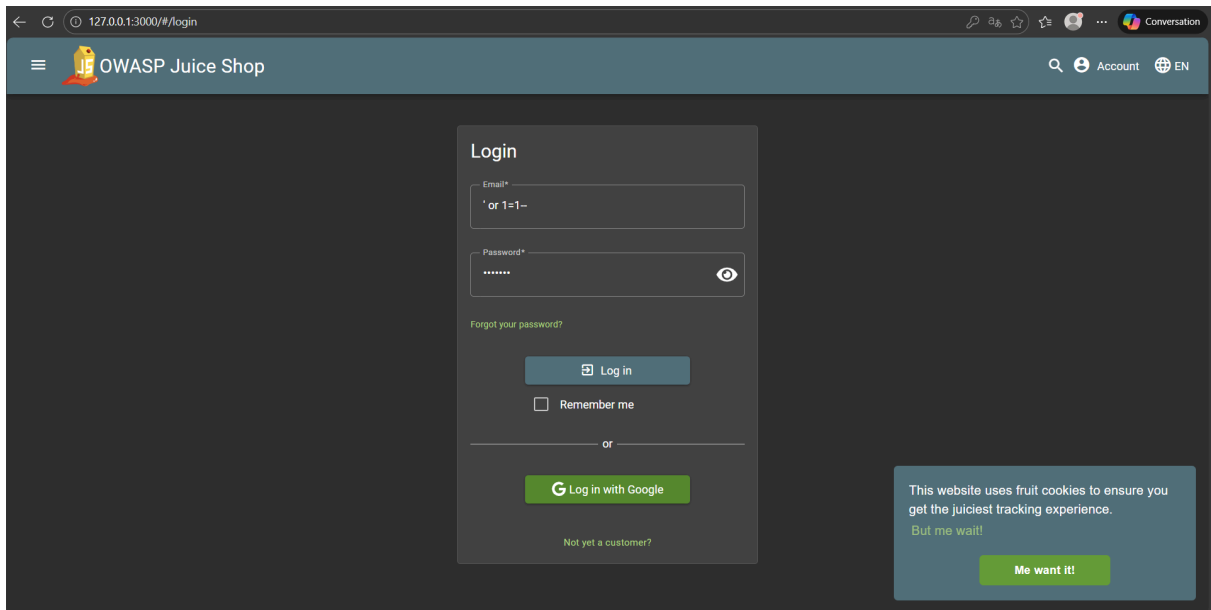 127.0.0.1:3000/#/login
Conversation
OWASP Juice Shop
Account
EN
Login
Email*
' or 1=1--
Password*
•••••••
Forgot your password?
Log in
Remember me
or
G Log in with Google
Not yet a customer?
This website uses fruit cookies to ensure you
get the juiciest tracking experience.
But me wait!
Me want it!